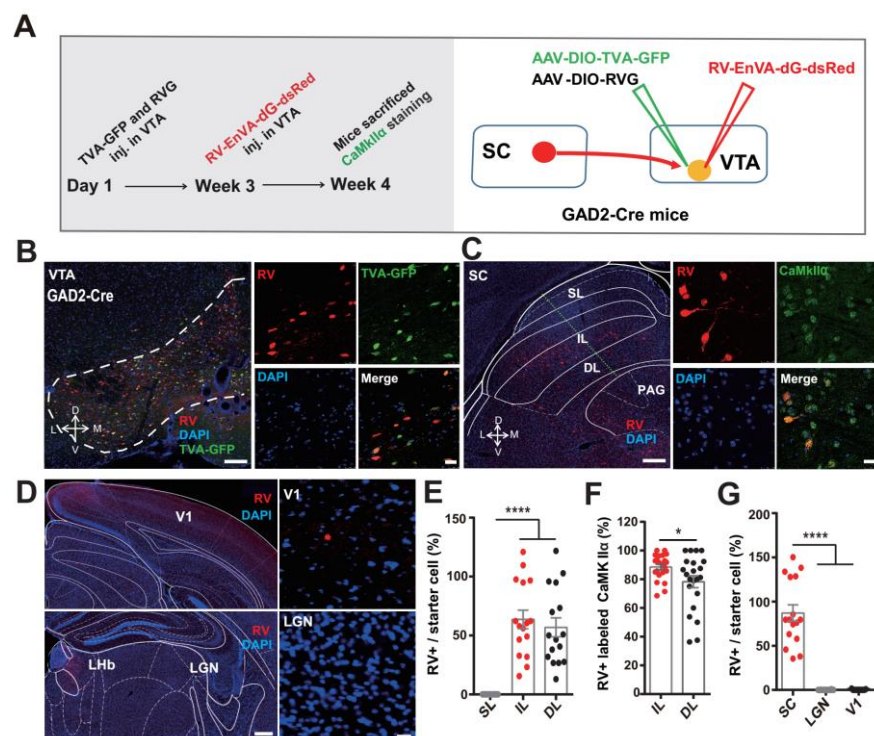 A
TVA-GFP and RVG
inj. in VTA
RV-EnVA-dG-dsRed
inj. in VTA
Mice sacrificed
CaMkIIα staining
Day 1
Week 3
Week 4
AAV-DIO-TVA-GFP
AAV-DIO-RVG
RV-EnVA-dG-dsRed
SC
VTA
GAD2-Cre mice
B
VTA
GAD2-Cre
D
L M
V
RV
DAPI
TVA-GFP
RV
TVA-GFP
DAPI
Merge
C
SC
SL
IL
DL
PAG
D
L M
V
RV
DAPI
RV
CaMkIIα
DAPI
Merge
D
V1
RV
DAPI
V1
LHb
LGN
RV
DAPI
LGN
E
RV+ / starter cell (%)
150
100
50
0
****
SL IL DL
F
RV+ labeled CaMK IIα (%)
120
100
80
60
40
20
0
*
IL DL
G
RV+ / starter cell (%)
200
150
100
50
0
****
SC LGN V1